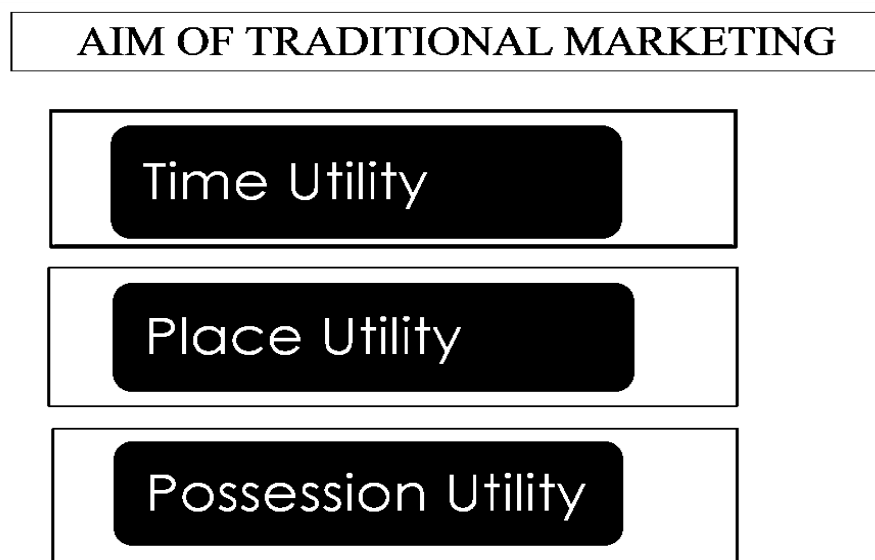 AIM OF TRADITIONAL MARKETING
Time Utility
Place Utility
Possession Utility